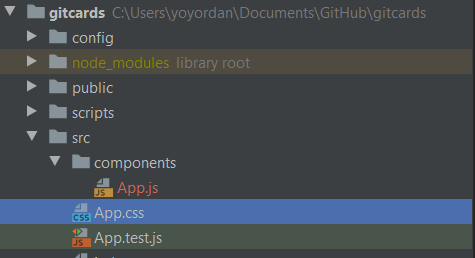 gitcards C:\Users\yoyordan\Documents\GitHub\gitcards
config
node_modules library root
public
scripts
src
components
JS App.js
CSS App.css
JS App.test.js